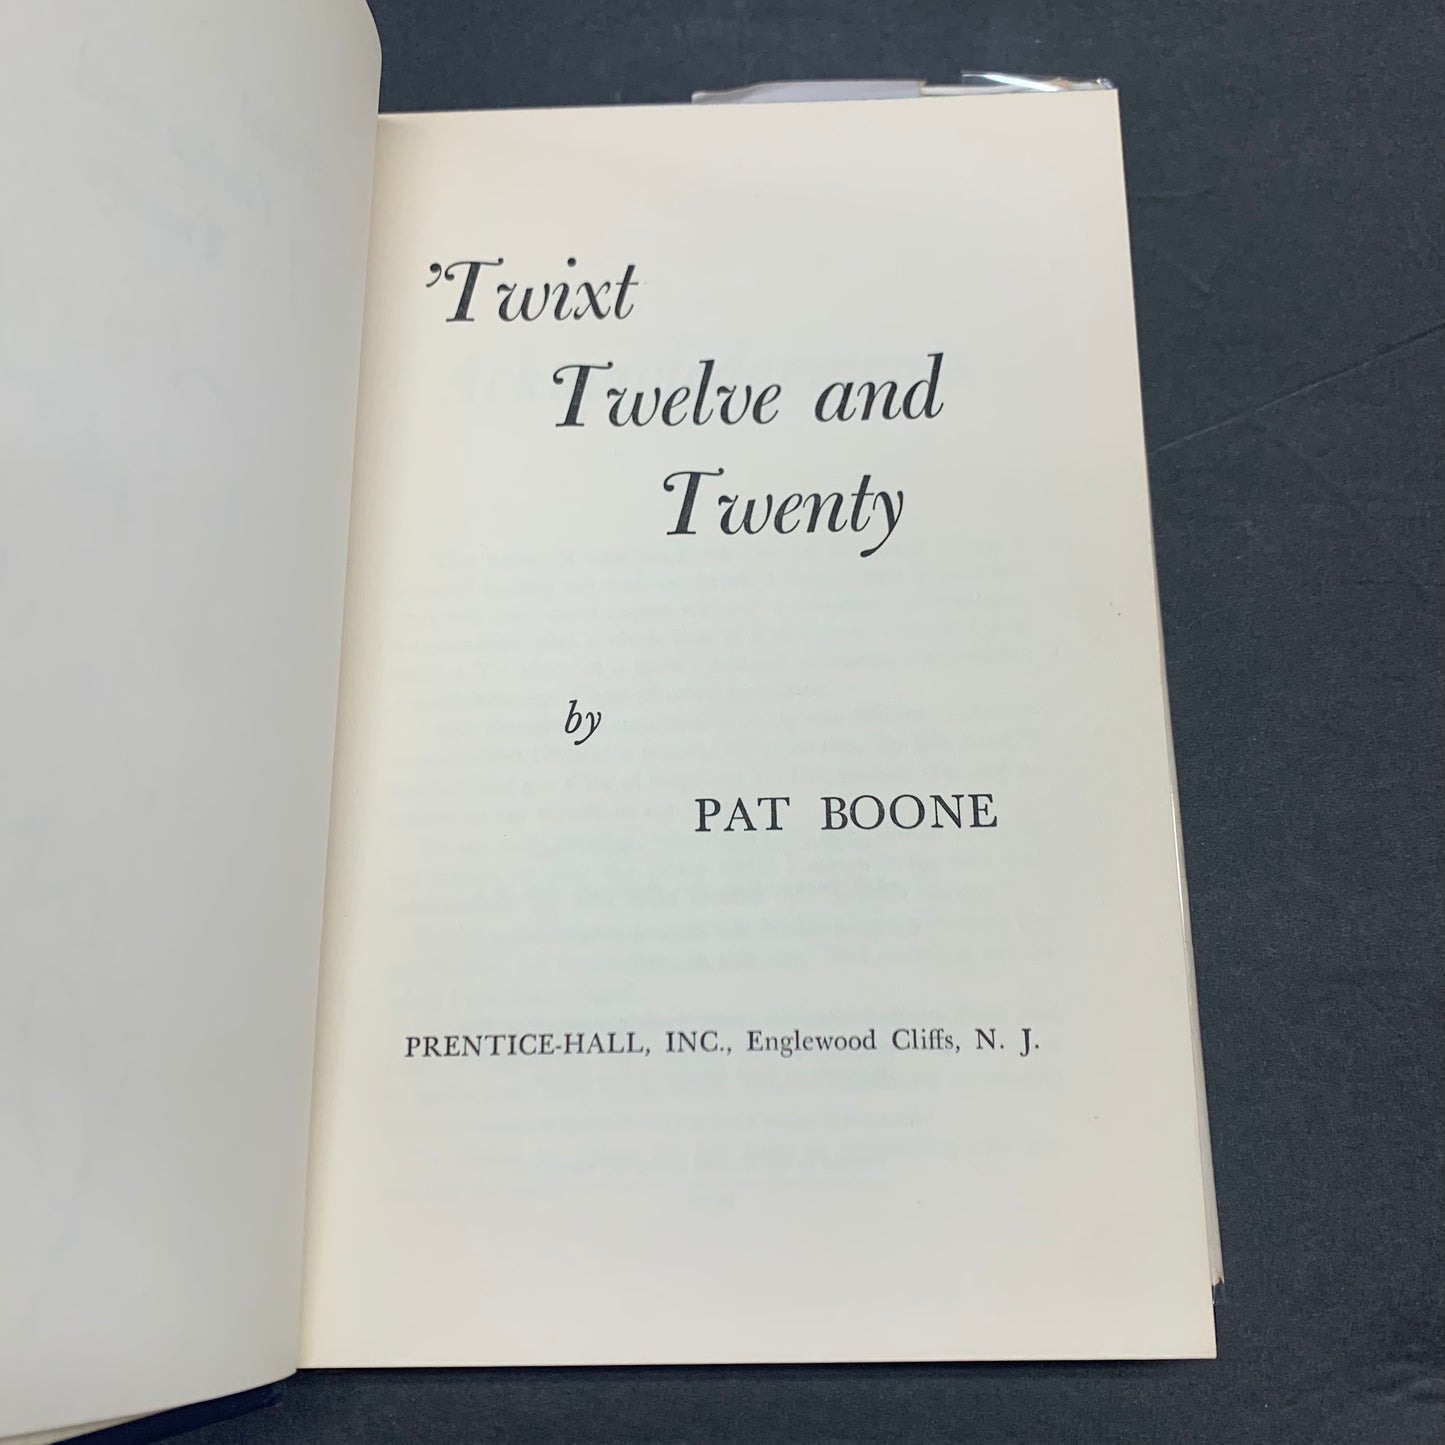 ’Twixt
Twelve and
Twenty
by
PAT BOONE
PRENTICE-HALL, INC., Englewood Cliffs, N. J.